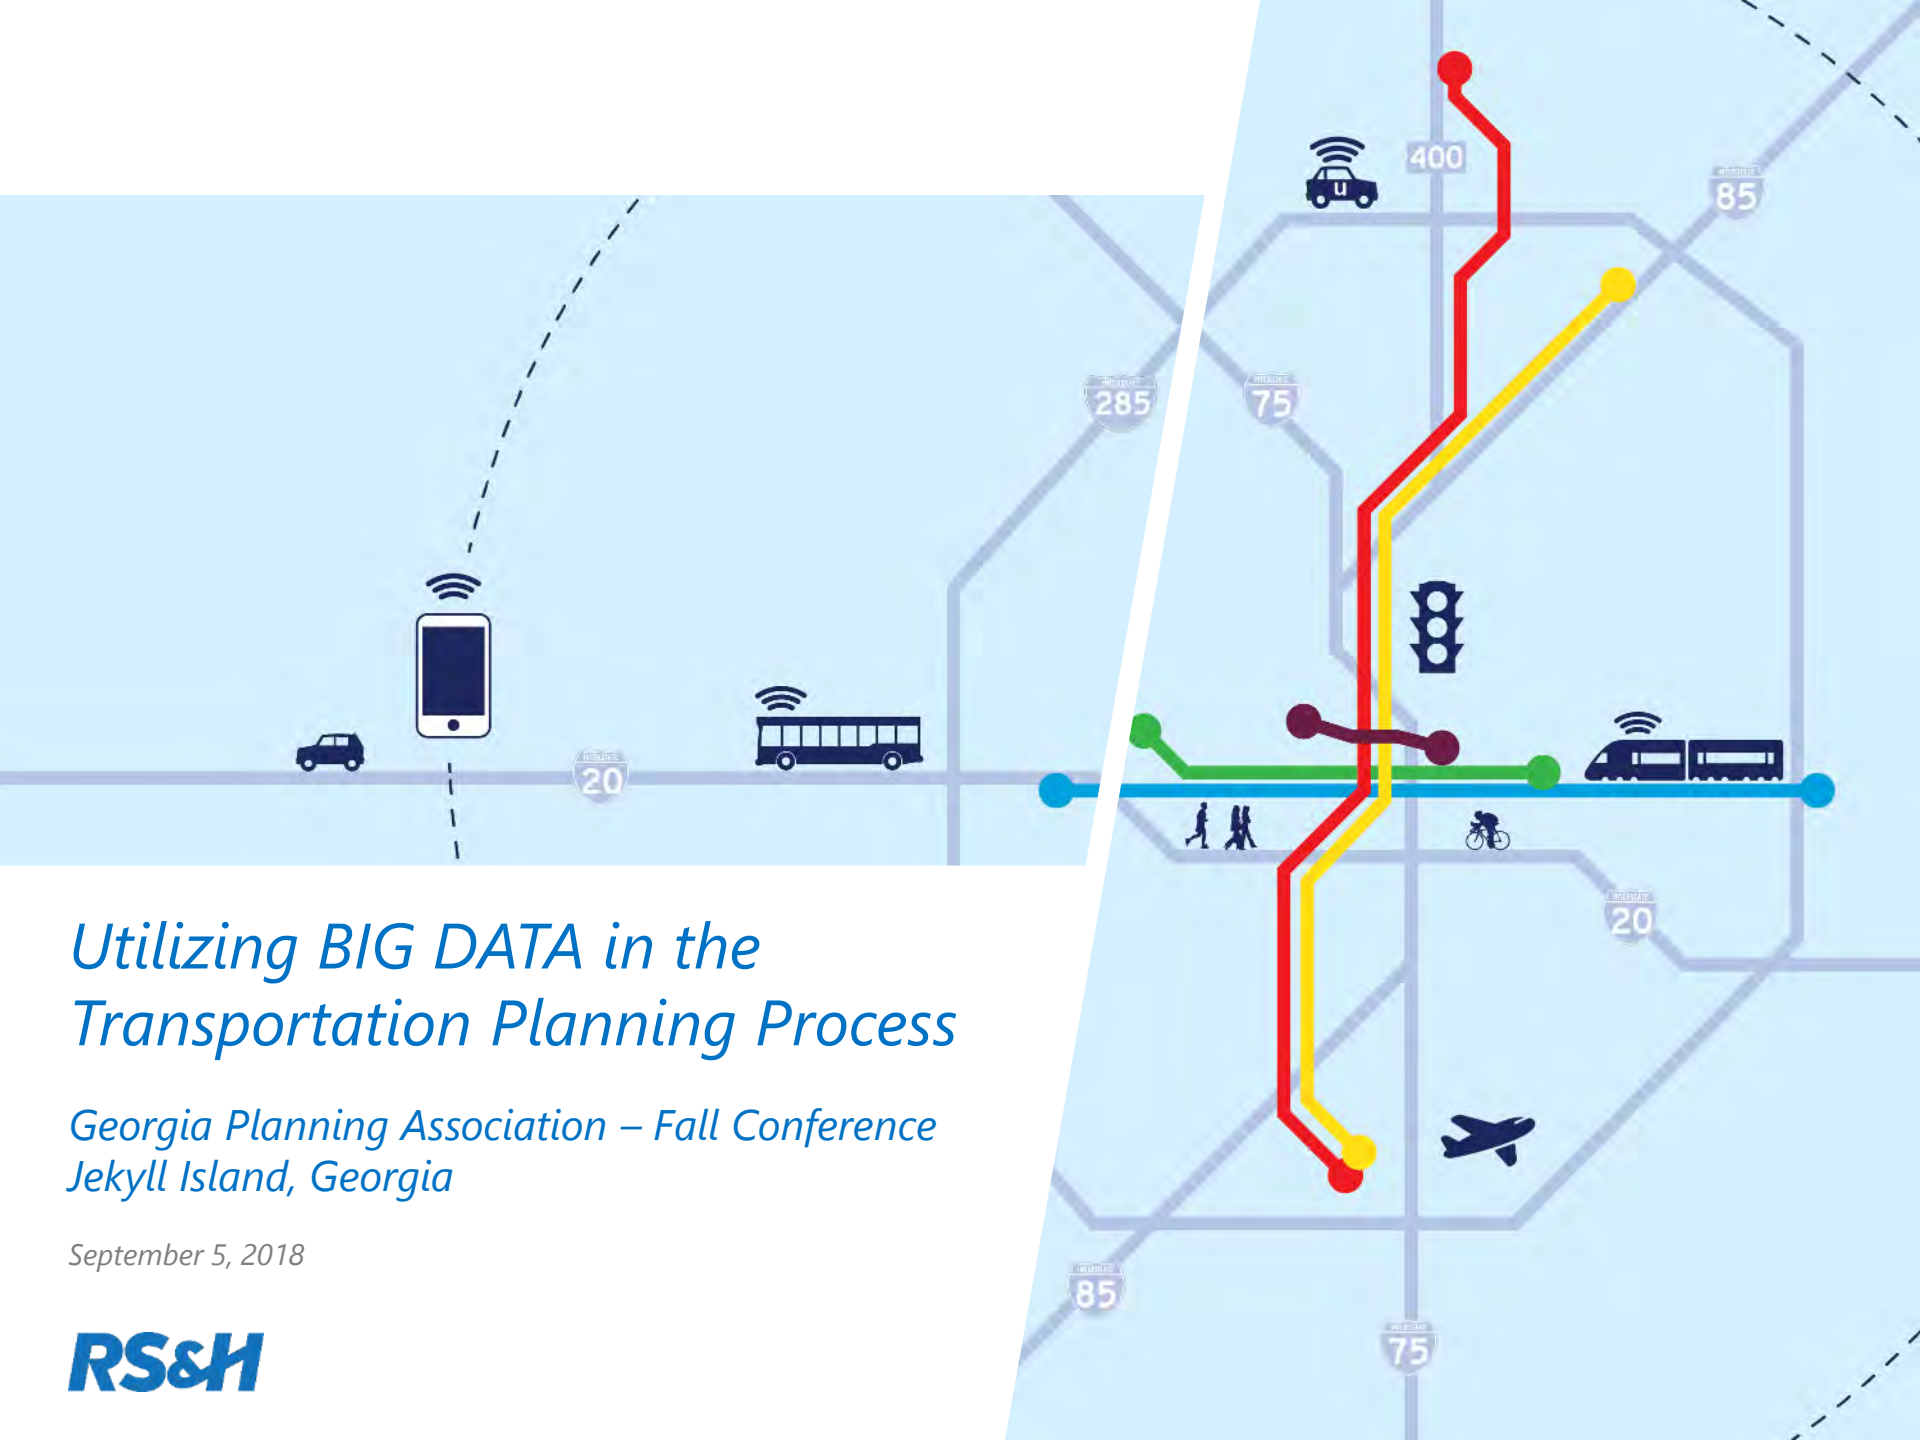 400
u
85
285
75
20
20
Utilizing BIG DATA in the
Transportation Planning Process
Georgia Planning Association – Fall Conference
Jekyll Island, Georgia
September 5, 2018
85
75
RS&H